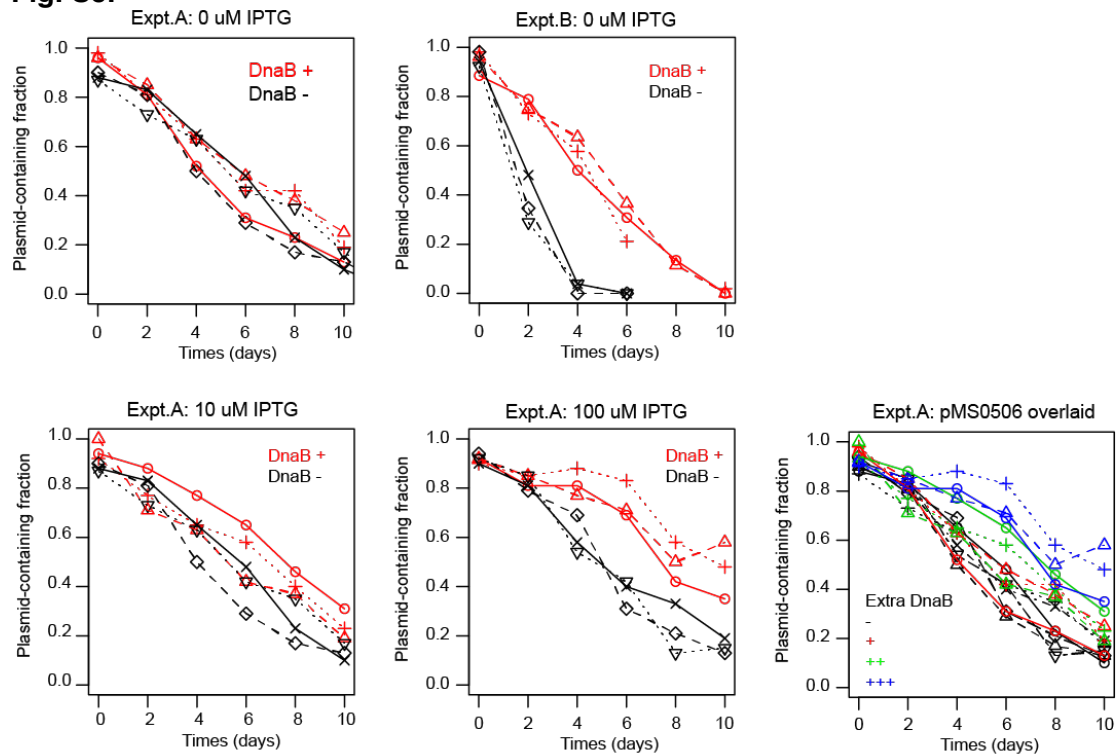 Fig.
Expt.A: 0 uM IPTG
Plasmid-containing fraction
1.0
0.8
0.6
0.4
0.2
0.0
DnaB +
DnaB -
0 2 4 6 8 10
Times (days)
Expt.B: 0 uM IPTG
Plasmid-containing fraction
1.0
0.8
0.6
0.4
0.2
0.0
DnaB +
DnaB -
0 2 4 6 8 10
Times (days)
Expt.A: 10 uM IPTG
Plasmid-containing fraction
1.0
0.8
0.6
0.4
0.2
0.0
DnaB +
DnaB -
0 2 4 6 8 10
Times (days)
Expt.A: 100 uM IPTG
Plasmid-containing fraction
1.0
0.8
0.6
0.4
0.2
0.0
DnaB +
DnaB -
0 2 4 6 8 10
Times (days)
Expt.A: pMS0506 overlaid
Plasmid-containing fraction
1.0
0.8
0.6
0.4
0.2
0.0
Extra DnaB
-
+
++
+++
0 2 4 6 8 10
Times (days)